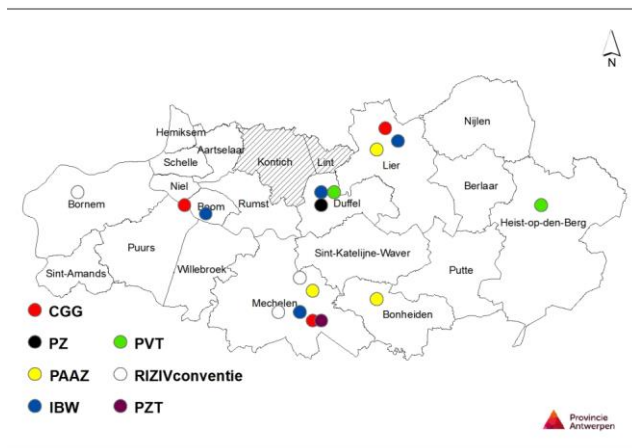 N
Nijlen
Hemiksem
Aartselaar
Schelle
Kontich
Lint
Lier
Niel
Berlaar
Bornem
Boom
Rumst
Duffel
Heist-op-den-Berg
Puurs
Sint-Katelijne-Waver
Sint-Amands
Willebroek
Putte
Mechelen
Bonheiden
CGG
PZ
PVT
PAAZ
RIZIVconventie
IBW
PZT
Provincie
Antwerpen